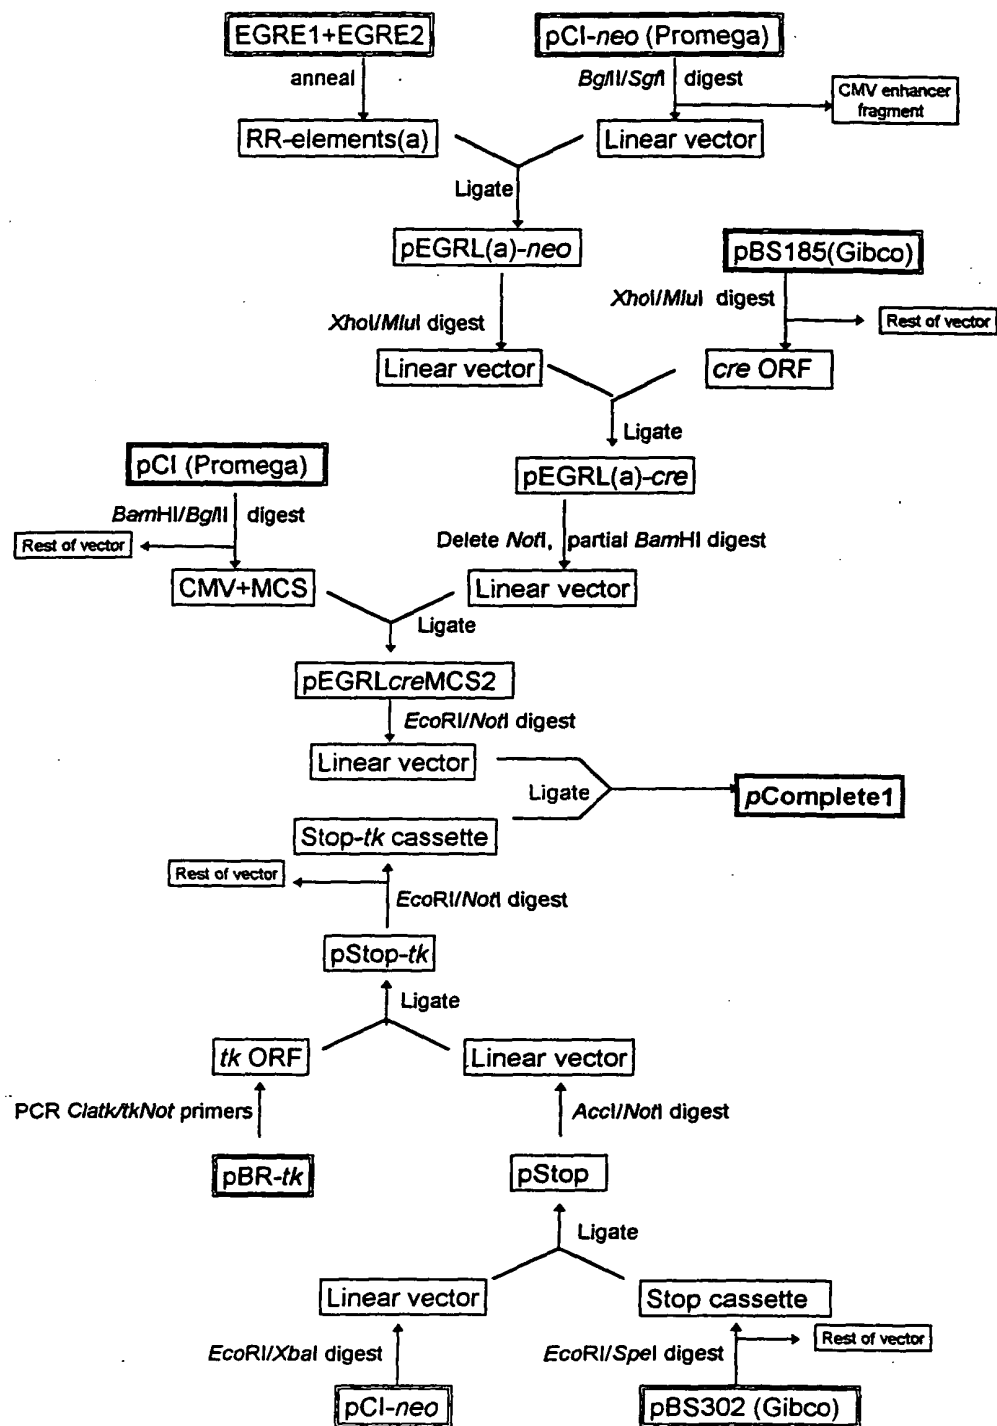 EGRE1+EGRE2
pCI-neo (Promega)
anneal
BglII/SgfI digest
CMV enhancer
fragment
RR-elements(a)
Linear vector
Ligate
pEGRL(a)-neo
pBS185(Gibco)
XhoI/MluI digest
XhoI/MluI digest
Rest of vector
Linear vector
cre ORF
Ligate
pCI (Promega)
pEGRL(a)-cre
BamHI/BglII digest
Delete NotI, partial BamHI digest
Rest of vector
CMV+MCS
Linear vector
Ligate
pEGRLcreMCS2
EcoRI/NotI digest
Linear vector
Ligate
pComplete1
Stop-tk cassette
Rest of vector
EcoRI/NotI digest
pStop-tk
Ligate
tk ORF
Linear vector
PCR Clatk/tkNot primers
AccI/NotI digest
pBR-tk
pStop
Ligate
Linear vector
Stop cassette
EcoRI/XbaI digest
EcoRI/SpeI digest
Rest of vector
pCI-neo
pBS302 (Gibco)